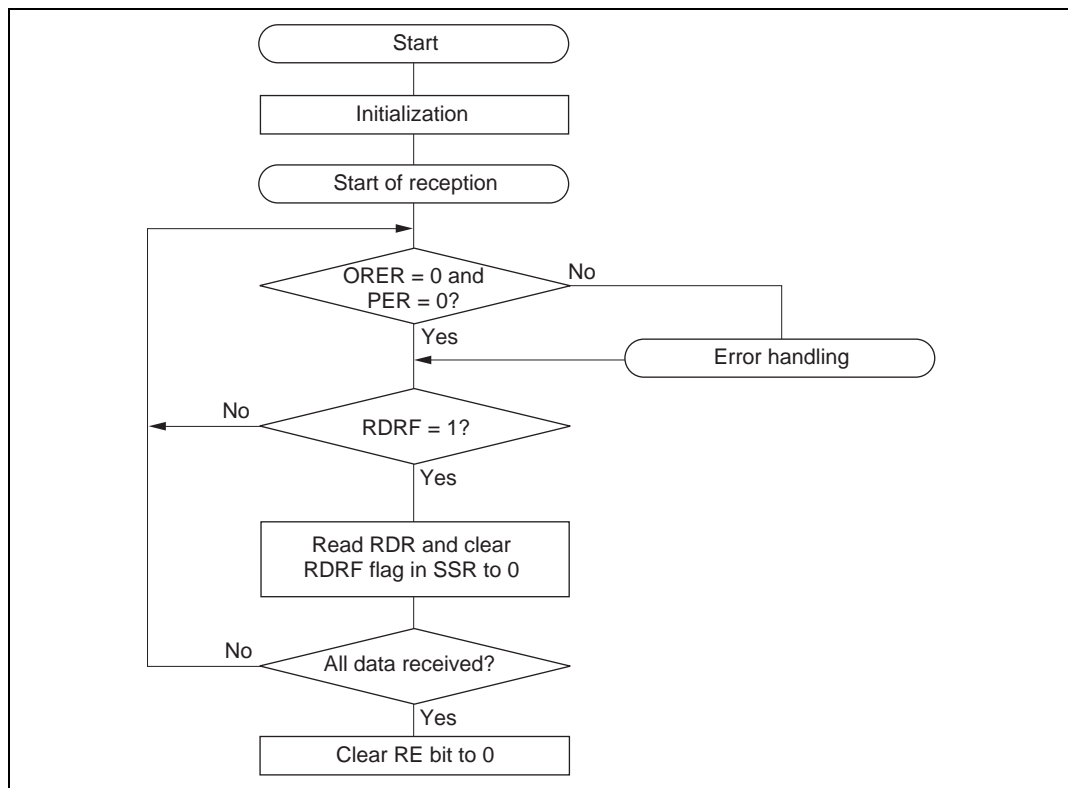 Start
Initialization
Start of reception
ORER = 0 and
PER = 0?
No
Yes
Error handling
No
RDRF = 1?
Yes
Read RDR and clear
RDRF flag in SSR to 0
No
All data received?
Yes
Clear RE bit to 0